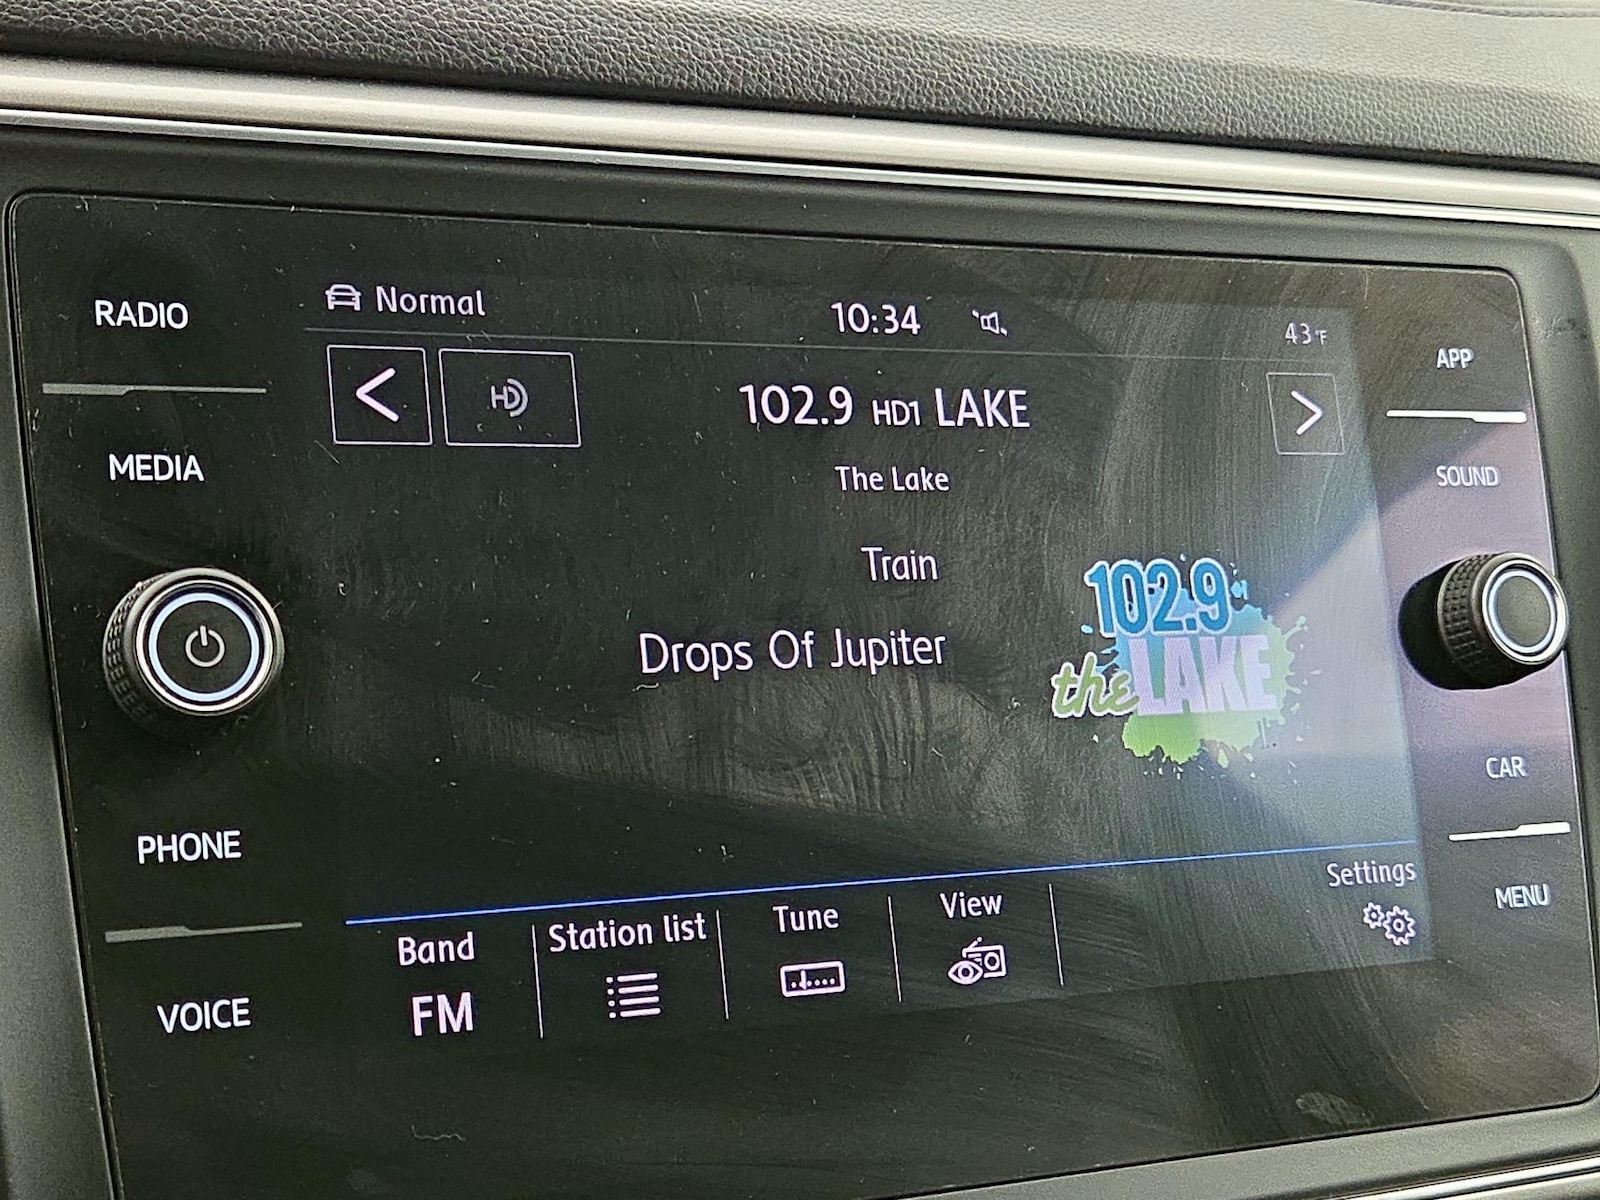 RADIO
MEDIA
PHONE
VOICE
Normal
10:34
43°F
HD
102.9 HD1 LAKE
The Lake
Train
Drops Of Jupiter
102.9
the LAKE
Band
FM
Station list
Tune
View
Settings
APP
SOUND
CAR
MENU